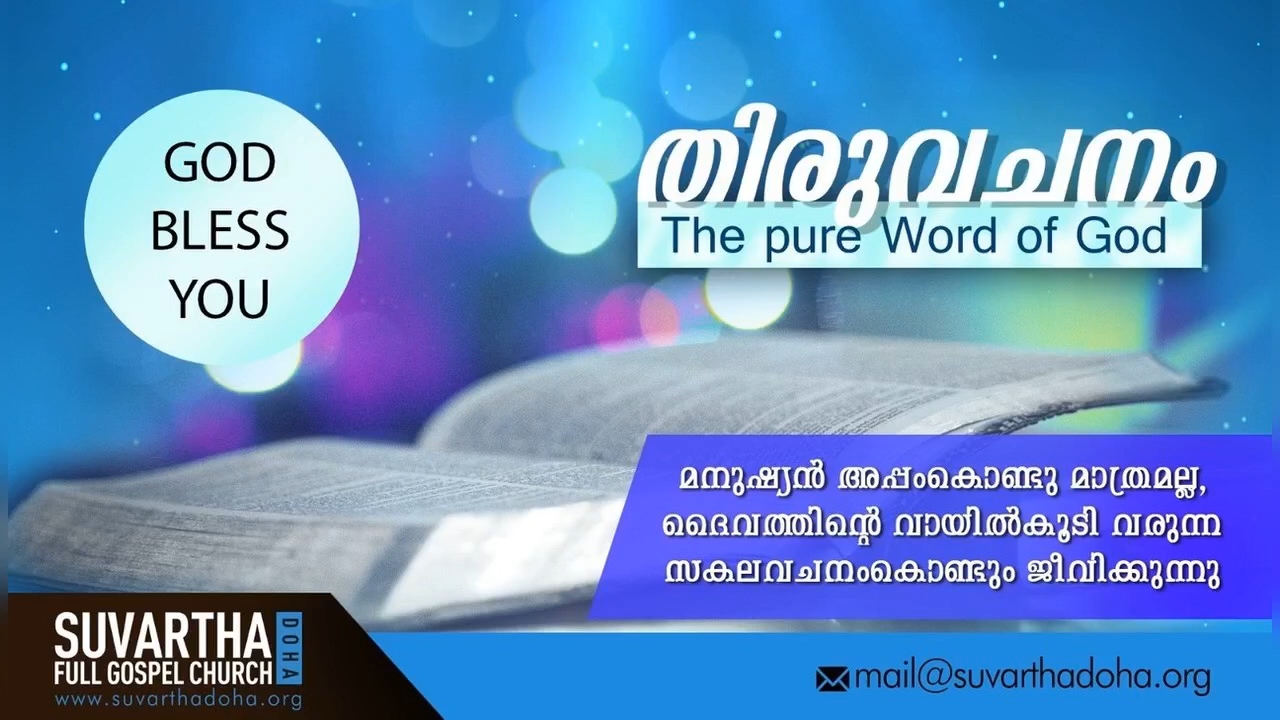 GOD
BLESS
YOU
തിരുവചനം
The pure Word of God
മനുഷ്യൻ അപ്പംകൊണ്ടു മാത്രമല്ല,
ദൈവത്തിന്റെ വായിൽകൂടി വരുന്ന
സകലവചനംകൊണ്ടും ജീവിക്കുന്നു
SUVARTHA DOHA
FULL GOSPEL CHURCH
www.suvarthadoha.org
mail@suvarthadoha.org